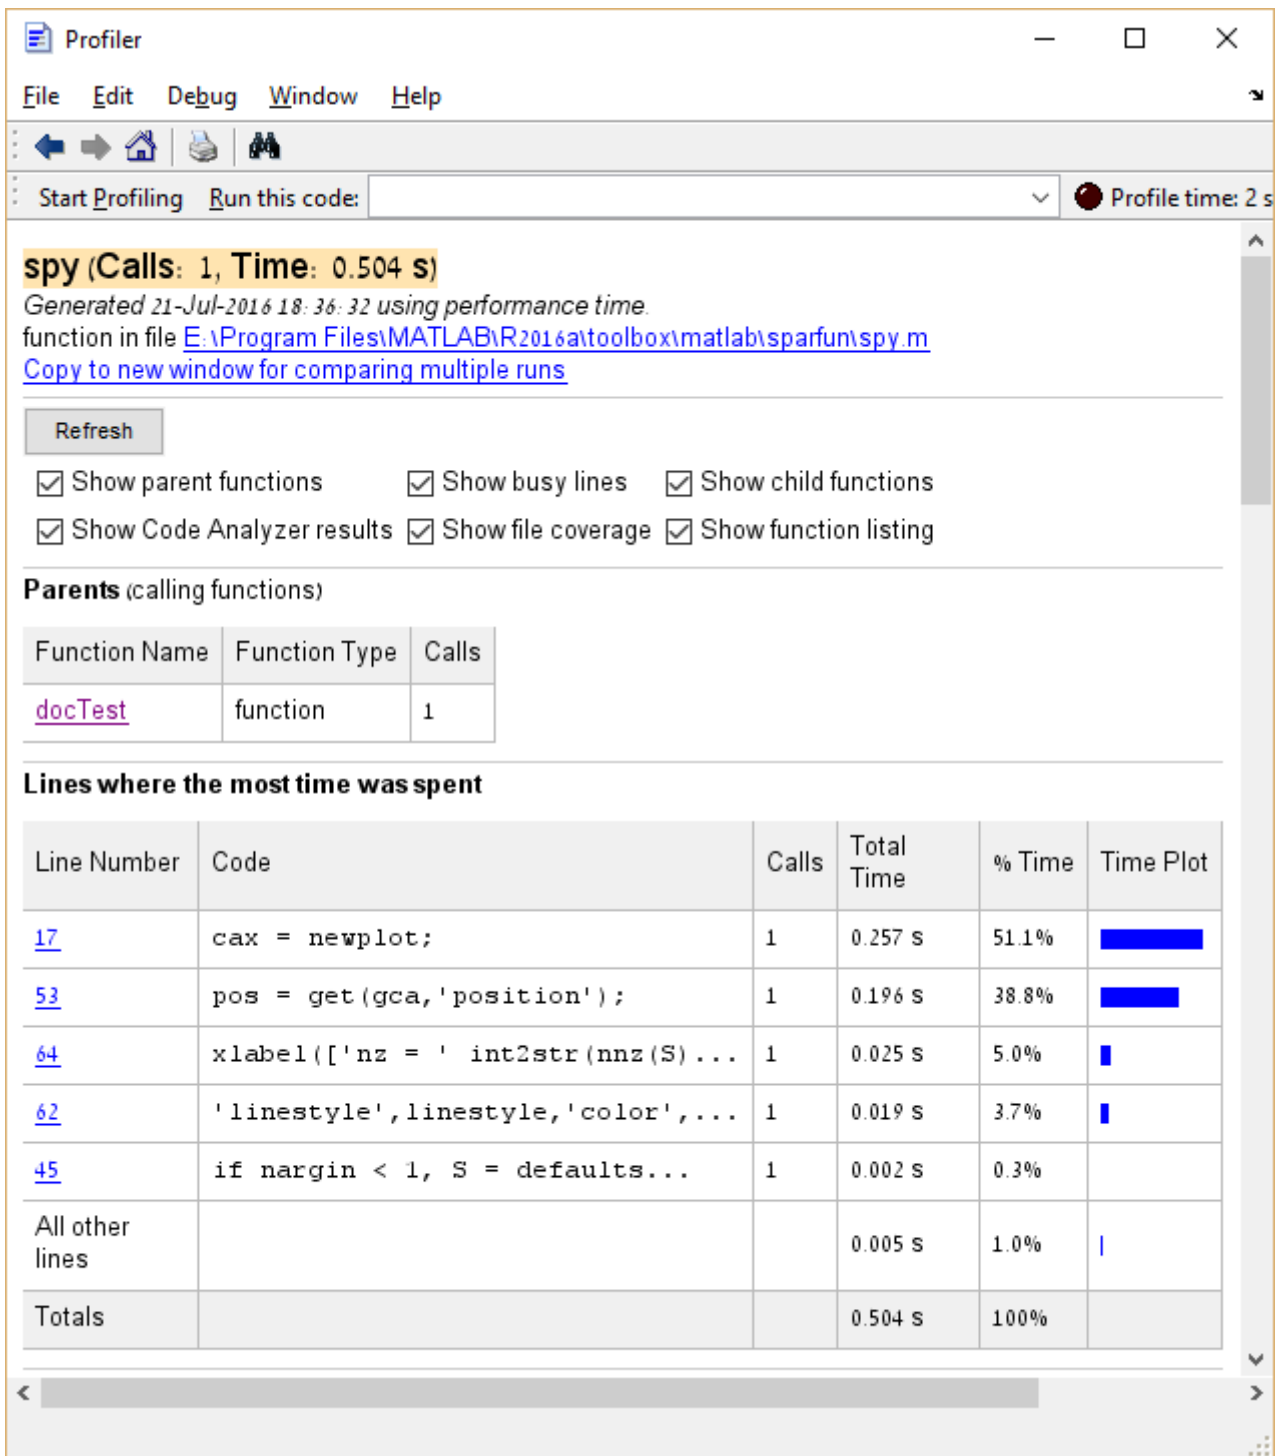 Profiler
File Edit Debug Window Help
Start Profiling Run this code: Profile time: 2 s
spy (Calls: 1, Time: 0.504 s)
Generated 21-Jul-2016 18:36:32 using performance time.
function in file E:\Program Files\MATLAB\R2016a\toolbox\matlab\sparfun\spy.m
Copy to new window for comparing multiple runs
Refresh
Show parent functions Show busy lines Show child functions
Show Code Analyzer results Show file coverage Show function listing
Parents (calling functions)
Function Name Function Type Calls
docTest function 1
Lines where the most time was spent
Line Number Code Calls Total Time % Time Time Plot
17 cax = newplot; 1 0.257 s 51.1%
53 pos = get(gca,'position'); 1 0.196 s 38.8%
64 xlabel(['nz = ' int2str(nnz(S)... 1 0.025 s 5.0%
62 'linestyle',linestyle,'color',... 1 0.019 s 3.7%
45 if nargin < 1, S = defaults... 1 0.002 s 0.3%
All other lines 0.005 s 1.0%
Totals 0.504 s 100%